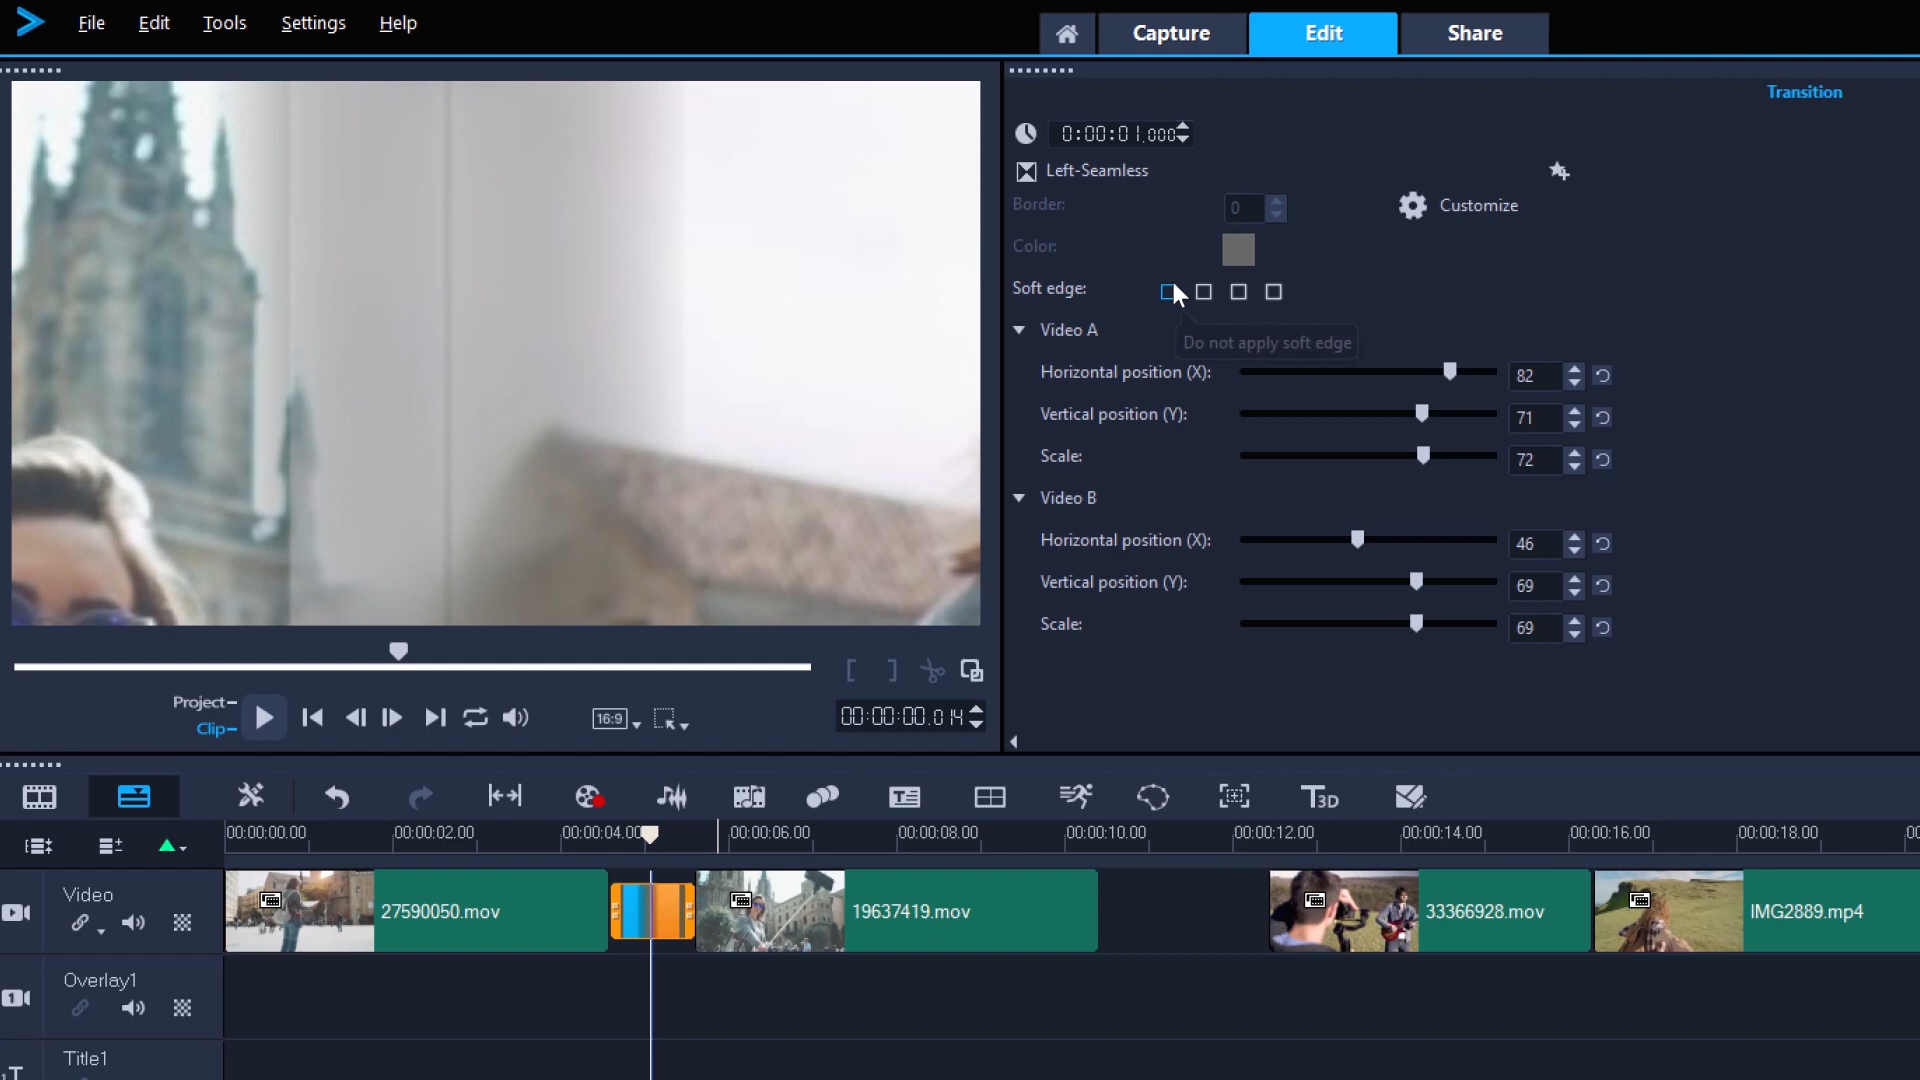 File Edit Tools Settings Help
Capture Edit Share
Transition
0:00:01.000
Left-Seamless
Border: 0 Customize
Color:
Soft edge:
Video A
Do not apply soft edge
Horizontal position (X): 82
Vertical position (Y): 71
Scale: 72
Video B
Horizontal position (X): 46
Vertical position (Y): 69
Scale: 69
Project-
Clip-
16:9
00:00:00.014
T3D
00:00:00.00 00:00:02.00 00:00:04.00 00:00:06.00 00:00:08.00 00:00:10.00 00:00:12.00 00:00:14.00 00:00:16.00 00:00:18.00 00
Video
27590050.mov 19637419.mov 33366928.mov IMG2889.mp4
Overlay1
1
Title1
1T